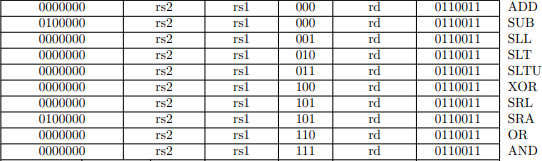 0000000 rs2 rs1 000 rd 0110011 ADD
0100000 rs2 rs1 000 rd 0110011 SUB
0000000 rs2 rs1 001 rd 0110011 SLL
0000000 rs2 rs1 010 rd 0110011 SLT
0000000 rs2 rs1 011 rd 0110011 SLTU
0000000 rs2 rs1 100 rd 0110011 XOR
0000000 rs2 rs1 101 rd 0110011 SRL
0100000 rs2 rs1 101 rd 0110011 SRA
0000000 rs2 rs1 110 rd 0110011 OR
0000000 rs2 rs1 111 rd 0110011 AND